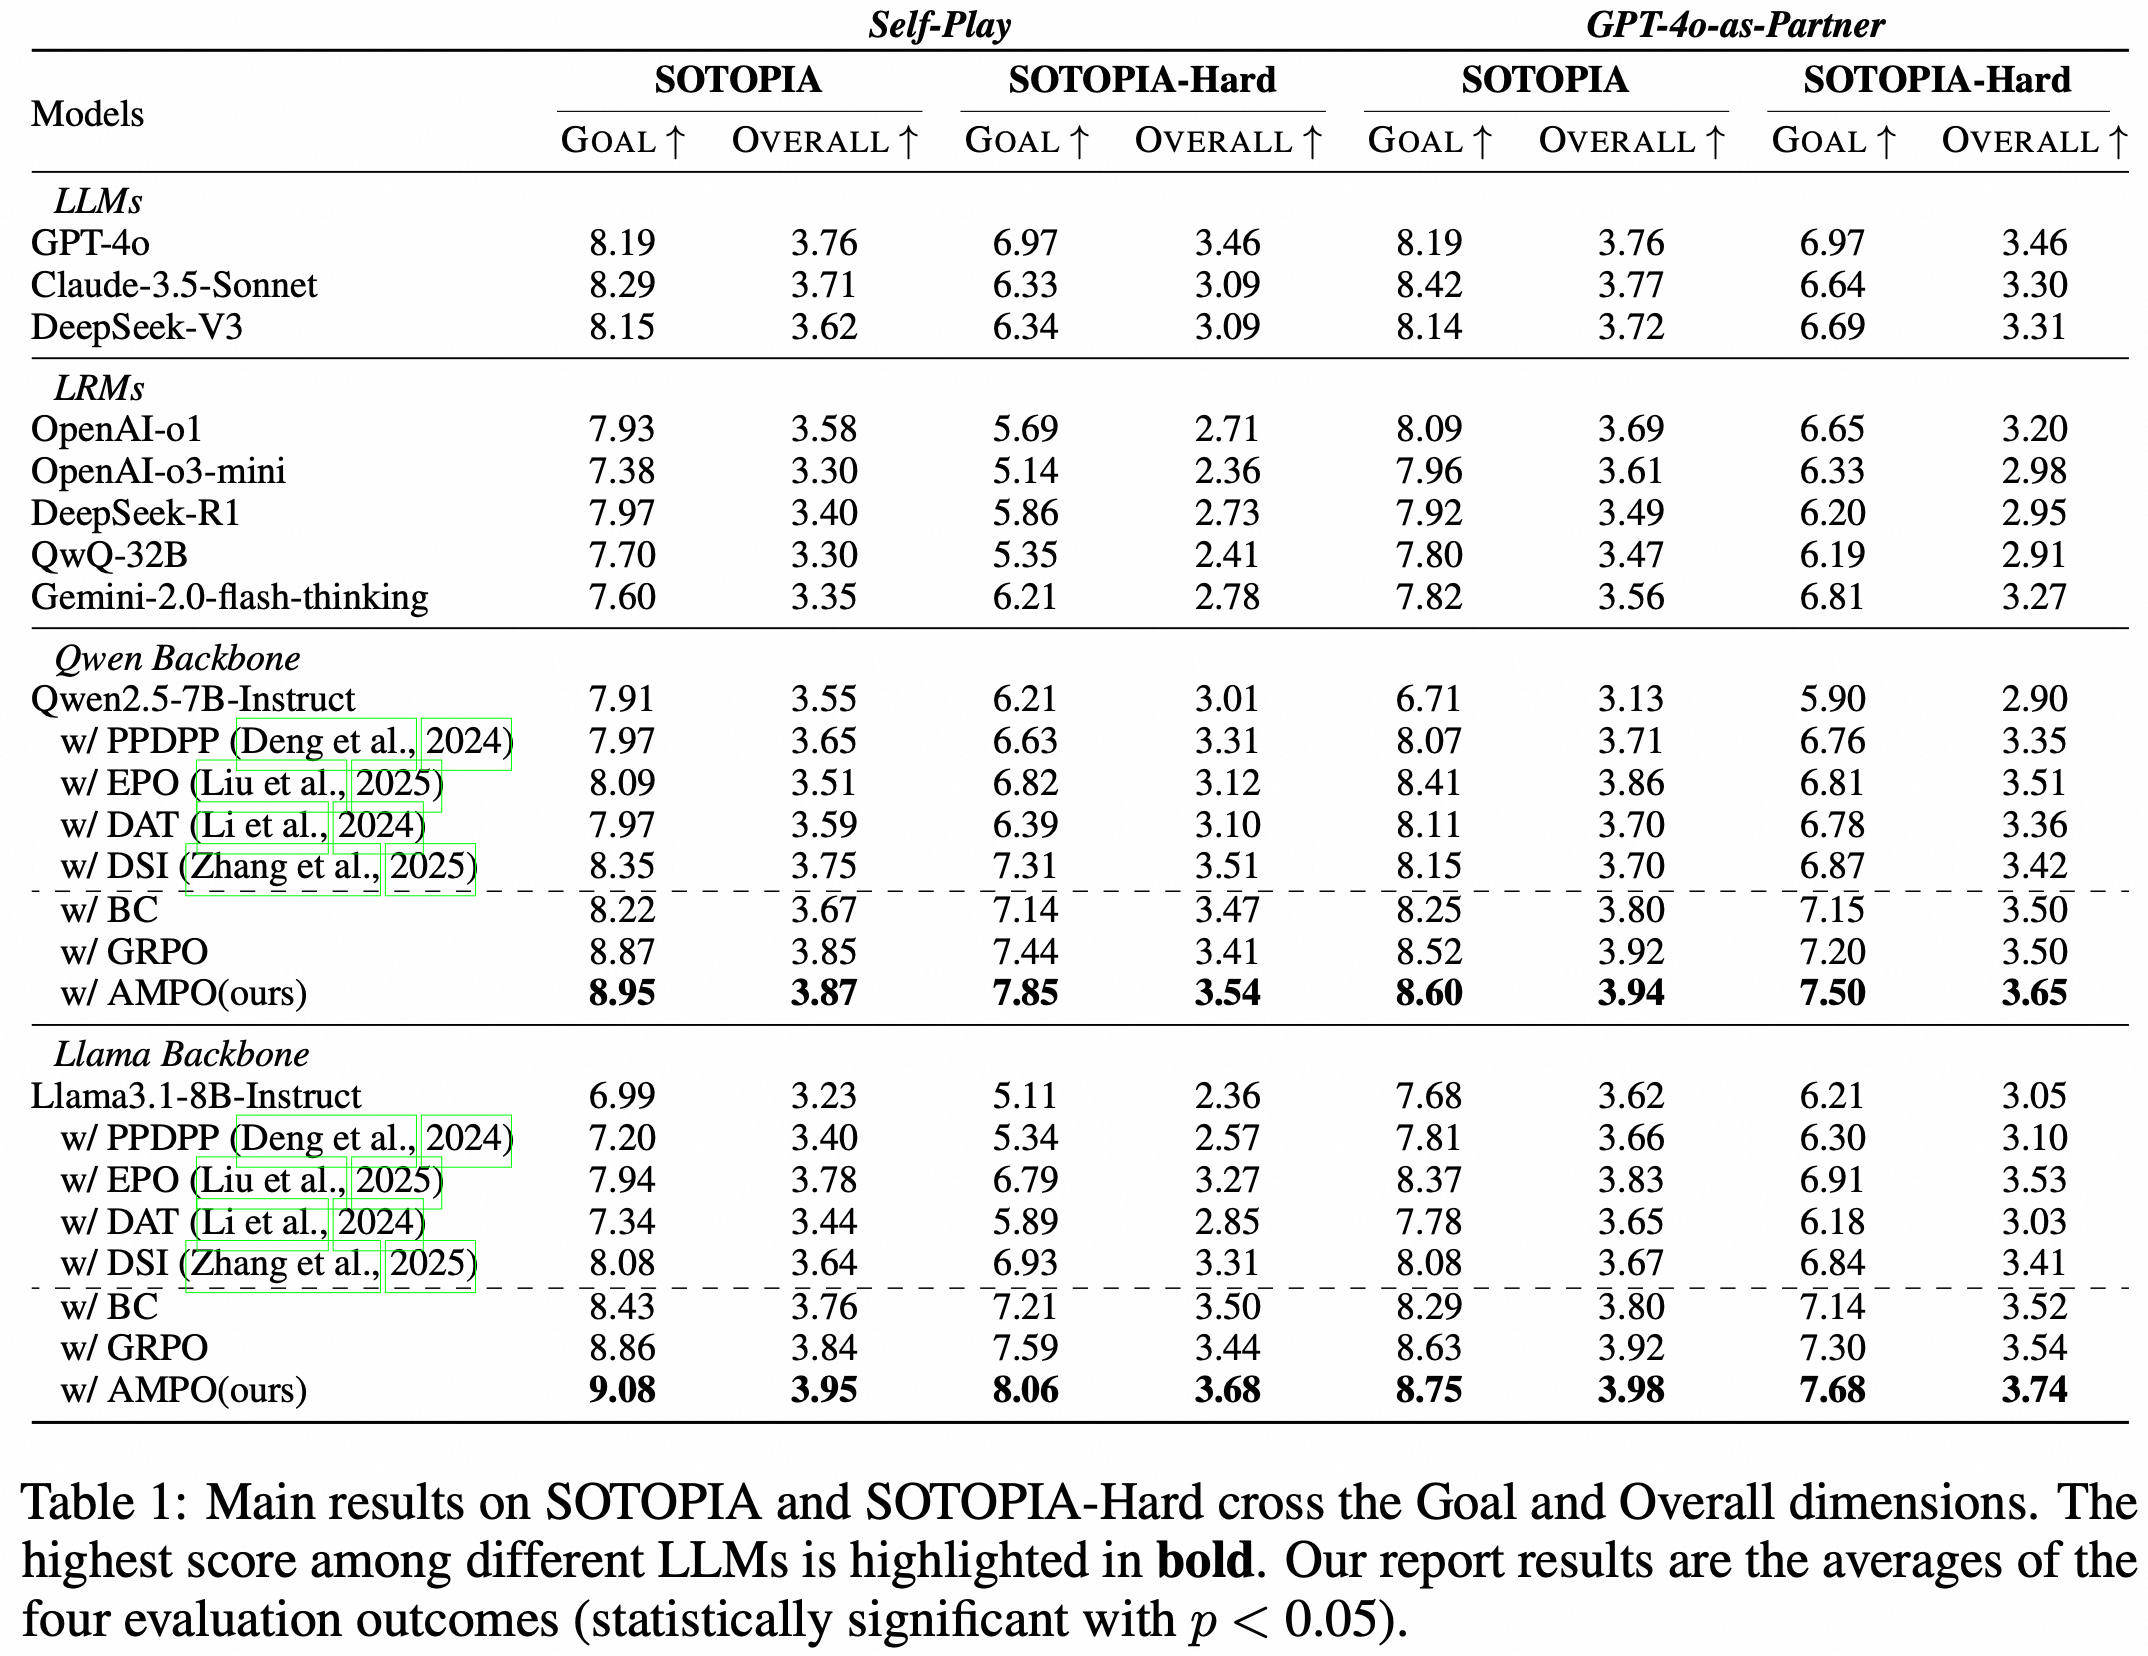 Self-Play GPT-4o-as-Partner
SOTOPIA SOTOPIA-Hard SOTOPIA SOTOPIA-Hard
Models
GOAL ↑ OVERALL ↑ GOAL ↑ OVERALL ↑ GOAL ↑ OVERALL ↑ GOAL ↑ OVERALL ↑
LLMs
GPT-4o 8.19 3.76 6.97 3.46 8.19 3.76 6.97 3.46
Claude-3.5-Sonnet 8.29 3.71 6.33 3.09 8.42 3.77 6.64 3.30
DeepSeek-V3 8.15 3.62 6.34 3.09 8.14 3.72 6.69 3.31
LRMs
OpenAI-o1 7.93 3.58 5.69 2.71 8.09 3.69 6.65 3.20
OpenAI-o3-mini 7.38 3.30 5.14 2.36 7.96 3.61 6.33 2.98
DeepSeek-R1 7.97 3.40 5.86 2.73 7.92 3.49 6.20 2.95
QwQ-32B 7.70 3.30 5.35 2.41 7.80 3.47 6.19 2.91
Gemini-2.0-flash-thinking 7.60 3.35 6.21 2.78 7.82 3.56 6.81 3.27
Qwen Backbone
Qwen2.5-7B-Instruct 7.91 3.55 6.21 3.01 6.71 3.13 5.90 2.90
w/ PPDPP (Deng et al., 2024) 7.97 3.65 6.63 3.31 8.07 3.71 6.76 3.35
w/ EPO (Liu et al., 2025) 8.09 3.51 6.82 3.12 8.41 3.86 6.81 3.51
w/ DAT (Li et al., 2024) 7.97 3.59 6.39 3.10 8.11 3.70 6.78 3.36
w/ DSI (Zhang et al., 2025) 8.35 3.75 7.31 3.51 8.15 3.70 6.87 3.42
w/ BC 8.22 3.67 7.14 3.47 8.25 3.80 7.15 3.50
w/ GRPO 8.87 3.85 7.44 3.41 8.52 3.92 7.20 3.50
w/ AMPO(ours) 8.95 3.87 7.85 3.54 8.60 3.94 7.50 3.65
Llama Backbone
Llama3.1-8B-Instruct 6.99 3.23 5.11 2.36 7.68 3.62 6.21 3.05
w/ PPDPP (Deng et al., 2024) 7.20 3.40 5.34 2.57 7.81 3.66 6.30 3.10
w/ EPO (Liu et al., 2025) 7.94 3.78 6.79 3.27 8.37 3.83 6.91 3.53
w/ DAT (Li et al., 2024) 7.34 3.44 5.89 2.85 7.78 3.65 6.18 3.03
w/ DSI (Zhang et al., 2025) 8.08 3.64 6.93 3.31 8.08 3.67 6.84 3.41
w/ BC 8.43 3.76 7.21 3.50 8.29 3.80 7.14 3.52
w/ GRPO 8.86 3.84 7.59 3.44 8.63 3.92 7.30 3.54
w/ AMPO(ours) 9.08 3.95 8.06 3.68 8.75 3.98 7.68 3.74
Table 1: Main results on SOTOPIA and SOTOPIA-Hard cross the Goal and Overall dimensions. The
highest score among different LLMs is highlighted in bold. Our report results are the averages of the
four evaluation outcomes (statistically significant with p < 0.05).